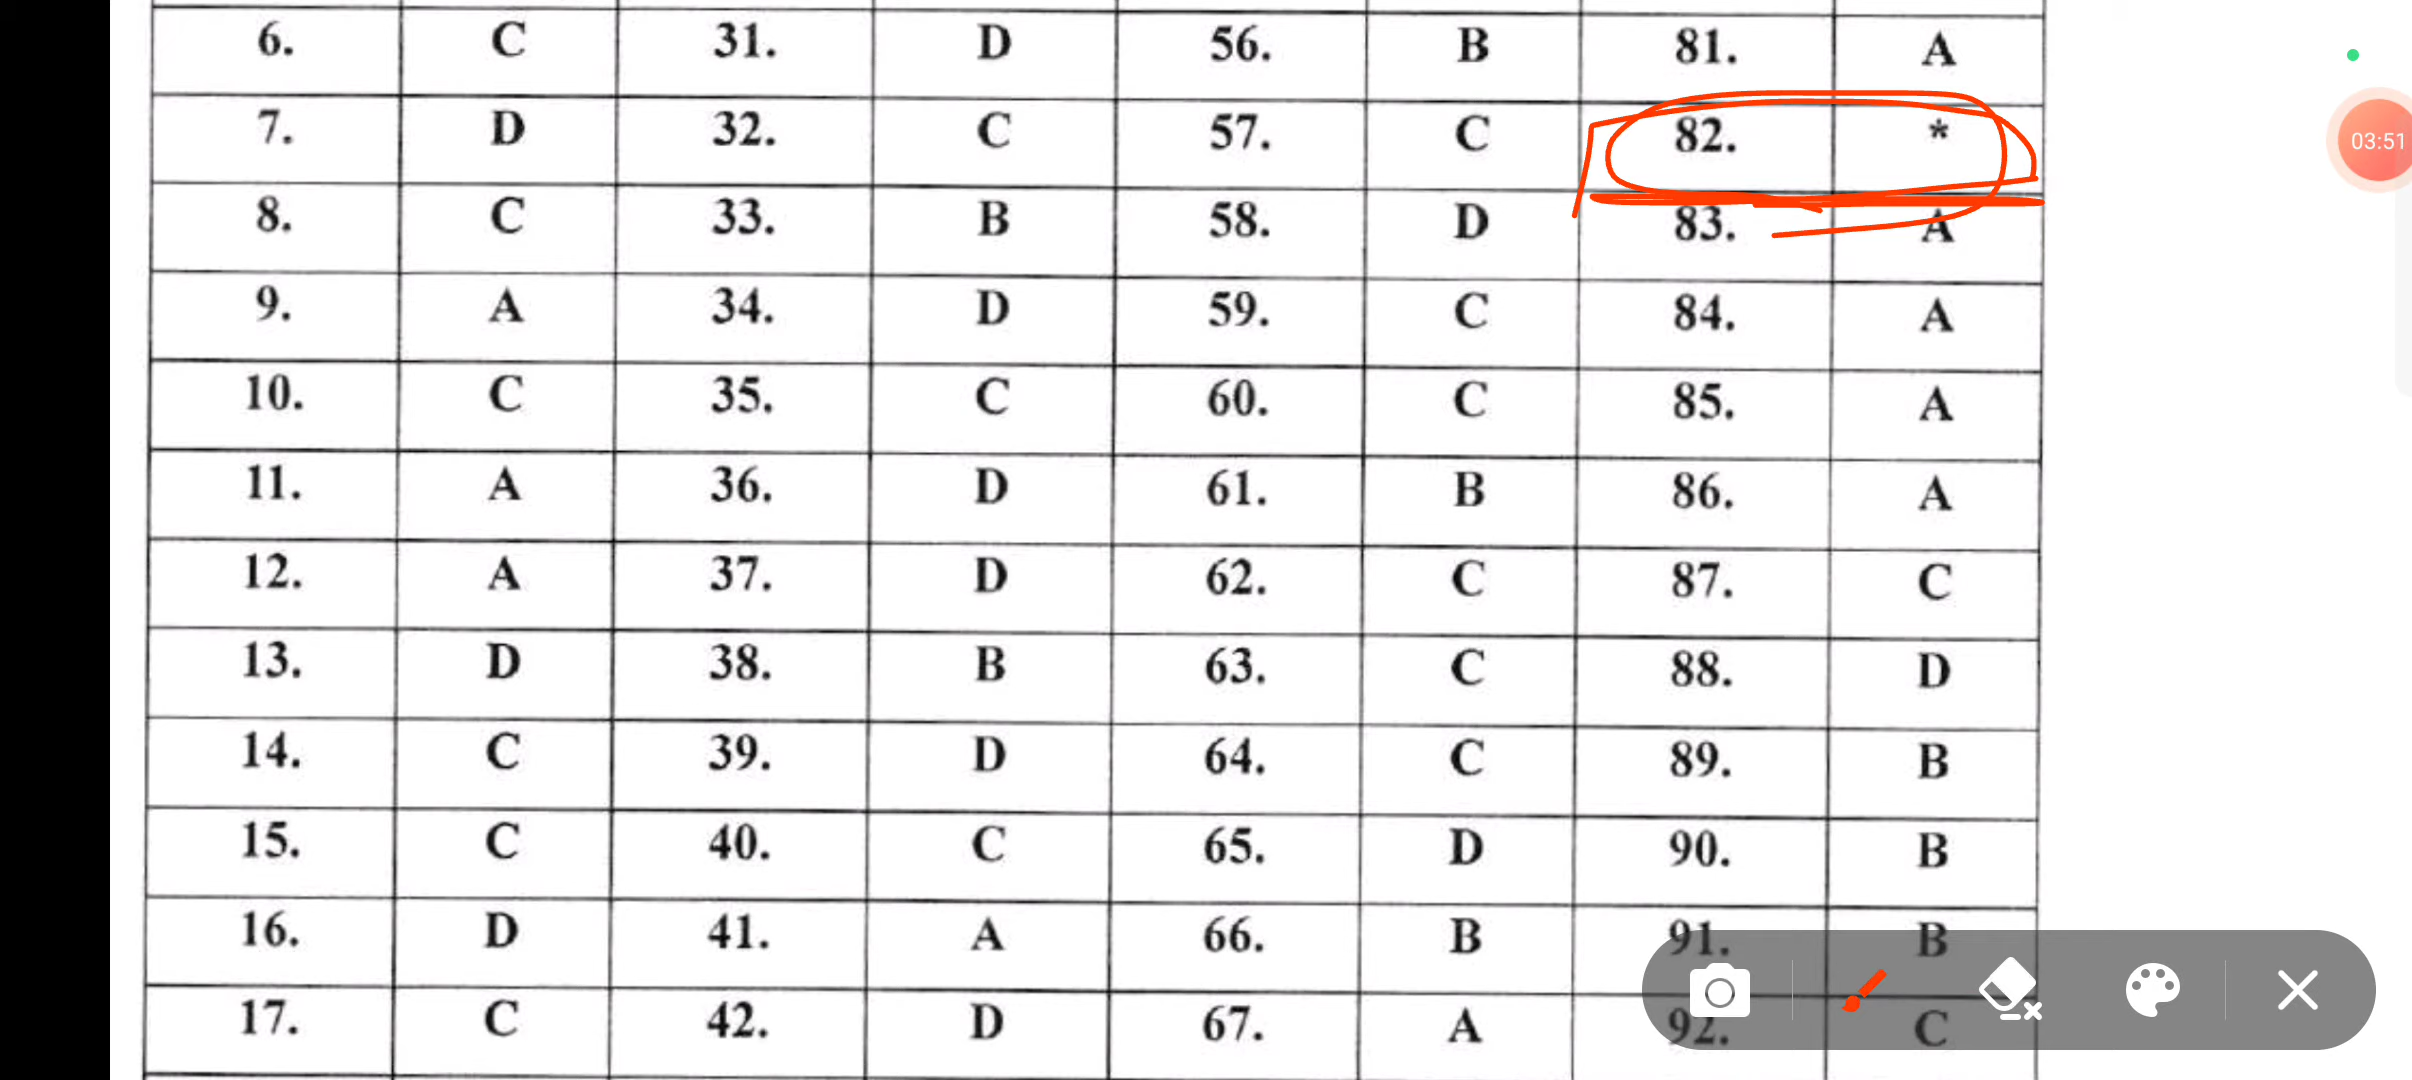 6. C 31. D 56. B 81. A
7. D 32. C 57. C 82. *
8. C 33. B 58. D 83. A
9. A 34. D 59. C 84. A
10. C 35. C 60. C 85. A
11. A 36. D 61. B 86. A
12. A 37. D 62. C 87. C
13. D 38. B 63. C 88. D
14. C 39. D 64. C 89. B
15. C 40. C 65. D 90. B
16. D 41. A 66. B 91. B
17. C 42. D 67. A 92. C
03:51